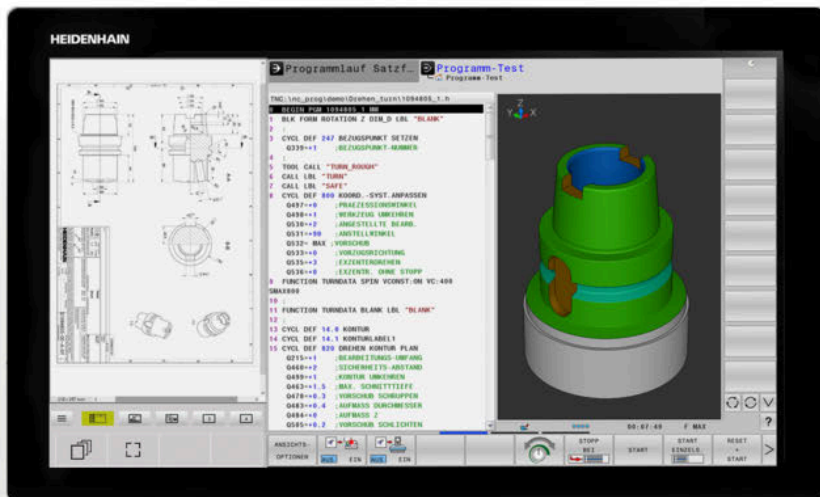 HEIDENHAIN
Programmlauf Satzf…
Programm-Test
Programm-Test
TNC:\nc_prog\demo\Drehen_turn\1094805_1.h
0 BEGIN PGM 1094805_1 MM
1 BLK FORM ROTATION Z DIM_D LBL "BLANK"
2 ;
3 CYCL DEF 247 BEZUGSPUNKT SETZEN
Q339=+1 ;BEZUGSPUNKT-NUMMER
4 ;
5 TOOL CALL "TURN_ROUGH"
6 CALL LBL "TURN"
7 CALL LBL "SAFE"
8 CYCL DEF 800 KOORD.-SYST.ANPASSEN
Q497=+0 ;PRAEZESSIONSWINKEL
Q498=+1 ;WERKZEUG UMKEHREN
Q530=+2 ;ANGESTELLTE BEARB.
Q531=+90 ;ANSTELLWINKEL
Q532= MAX ;VORSCHUB
Q533=+0 ;VORZUGSRICHTUNG
Q535=+3 ;EXZENTERDREHEN
Q536=+0 ;EXZENTR. OHNE STOPP
9 FUNCTION TURNDATA SPIN VCONST:ON VC:400
SMAX800
10 ;
11 FUNCTION TURNDATA BLANK LBL "BLANK"
12 ;
13 CYCL DEF 14.0 KONTUR
14 CYCL DEF 14.1 KONTURLABEL1
15 CYCL DEF 820 DREHEN KONTUR PLAN
Q215=+1 ;BEARBEITUNGS-UMFANG
Q460=+2 ;SICHERHEITS-ABSTAND
Q499=+1 ;KONTUR UMKEHREN
Q463=+1.5 ;MAX. SCHNITTTIEFE
Q478=+0.3 ;VORSCHUB SCHRUPPEN
Q483=+0.4 ;AUFMASS DURCHMESSER
Q484=+0 ;AUFMASS Z
Q505=+0.2 ;VORSCHUB SCHLICHTEN
Z
Y X
00:07:49 F MAX
ANSICHTS-
OPTIONEN
AUS EIN
AUS EIN
STOPP
BEI
START
START
EINZELS.
RESET
+
START